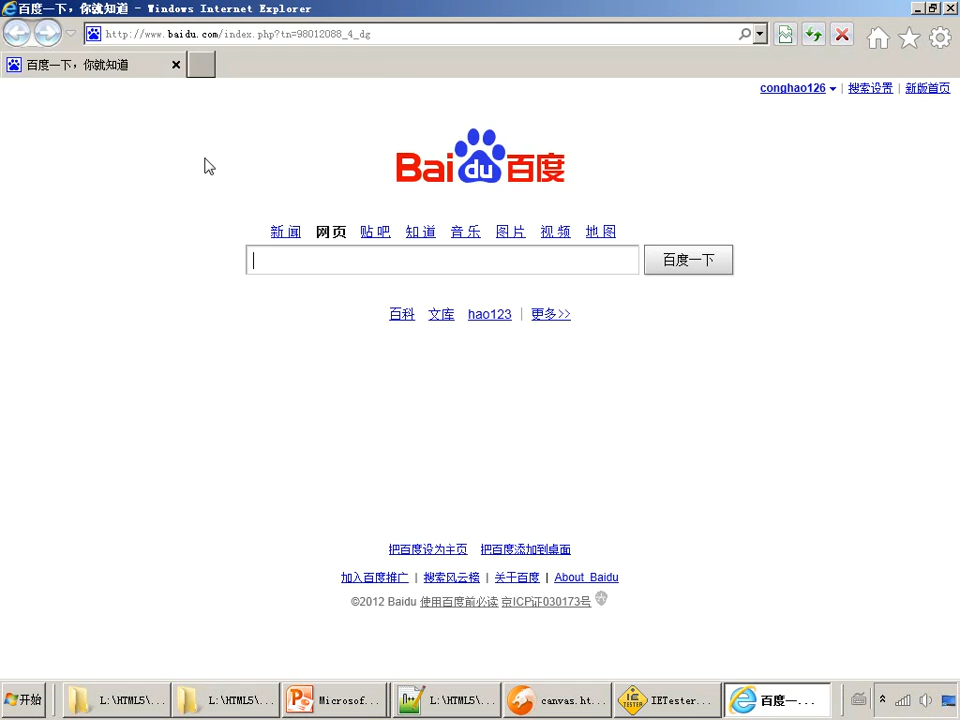 百度一下，你就知道 - Windows Internet Explorer
http://www.baidu.com/index.php?tn=98012088_4_dg
百度一下，你就知道
conghao126 | 搜索设置 | 新版首页
Bai du 百度
新闻 网页 贴吧 知道 音乐 图片 视频 地图
百度一下
百科 文库 hao123 | 更多>>
把百度设为主页 把百度添加到桌面
加入百度推广 | 搜索风云榜 | 关于百度 | About Baidu
©2012 Baidu 使用百度前必读 京ICP证030173号
开始 L:\HTML5\... L:\HTML5\... Microsof... L:\HTML5\... canvas.ht... IETester... 百度一...